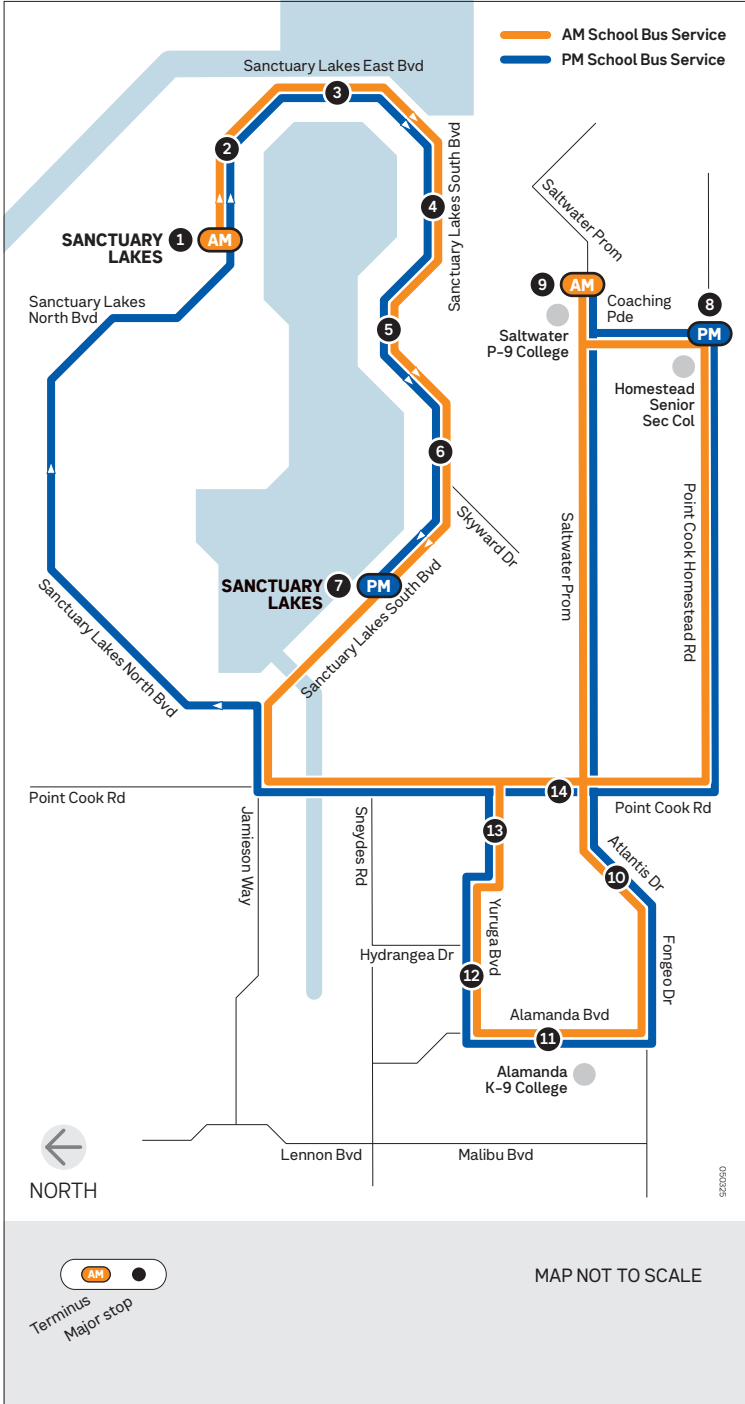 AM School Bus Service
PM School Bus Service
Sanctuary Lakes East Bvd
3
2
Sanctuary Lakes South Bvd
4
SANCTUARY
LAKES
1
AM
Sanctuary Lakes
North Bvd
5
6
Skyward Dr
SANCTUARY
LAKES
7
PM
Sanctuary Lakes South Bvd
Sanctuary Lakes North Bvd
Saltwater Prom
9
AM
Coaching
Pde
8
PM
Saltwater
P-9 College
Homestead
Senior
Sec Col
Saltwater Prom
Point Cook Homestead Rd
Point Cook Rd
14
Point Cook Rd
Jamieson Way
Sneydes Rd
13
Atlantis Dr
10
Yuruga Bvd
Hydrangea Dr
12
Fongeo Dr
Alamanda Bvd
11
Alamanda
K-9 College
Lennon Bvd
Malibu Bvd
NORTH
050325
AM
Terminus
Major stop
MAP NOT TO SCALE